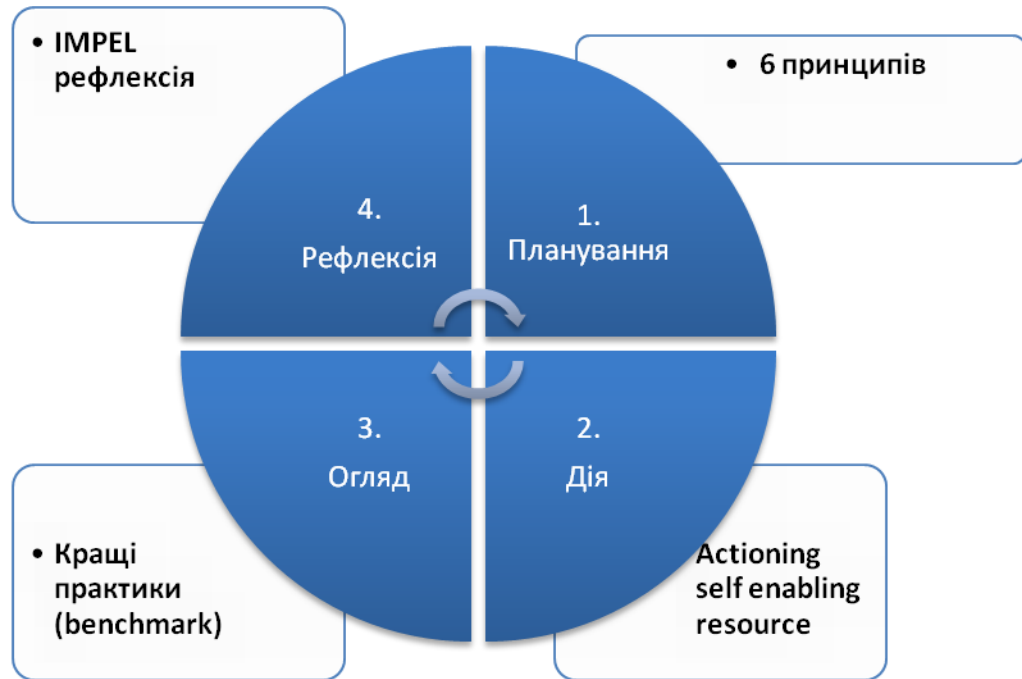 • IMPEL
рефлексія
• 6 принципів
4.
Рефлексія
1.
Планування
3.
Огляд
2.
Дія
• Кращі
практики
(benchmark)
Actioning
self enabling
resource